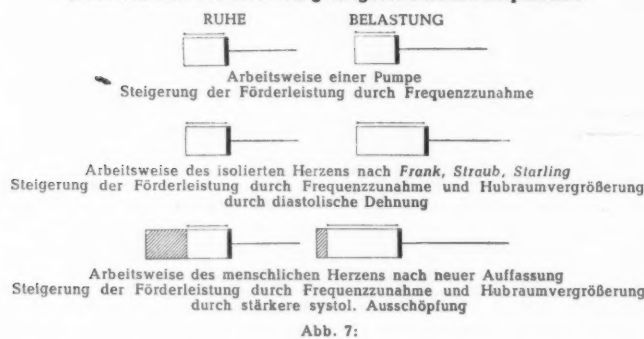 RUHE BELASTUNG
Arbeitsweise einer Pumpe
Steigerung der Förderleistung durch Frequenzzunahme
Arbeitsweise des isolierten Herzens nach Frank, Straub, Starling
Steigerung der Förderleistung durch Frequenzzunahme und Hubraumvergrößerung
durch diastolische Dehnung
Arbeitsweise des menschlichen Herzens nach neuer Auffassung
Steigerung der Förderleistung durch Frequenzzunahme und Hubraumvergrößerung
durch stärkere systol. Ausschöpfung
Abb. 7: